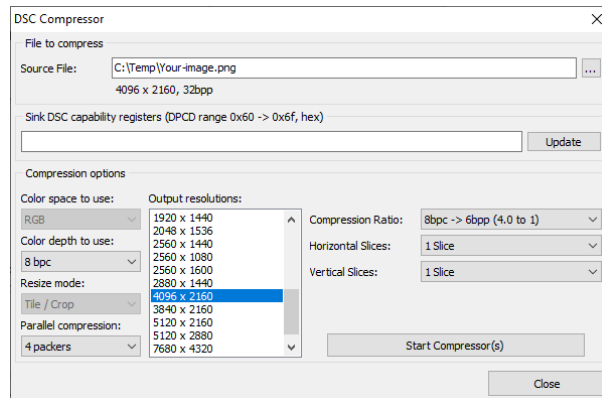 DSC Compressor
File to compress
Source File:
C:\Temp\Your-image.png
...
4096 x 2160, 32bpp
Sink DSC capability registers (DPCD range 0x60 -> 0x6f, hex)
Update
Compression options
Color space to use:
RGB
Color depth to use:
8 bpc
Resize mode:
Tile / Crop
Parallel compression:
4 packers
Output resolutions:
1920 x 1440
2048 x 1536
2560 x 1440
2560 x 1080
2560 x 1600
2880 x 1440
4096 x 2160
3840 x 2160
5120 x 2160
5120 x 2880
7680 x 4320
Compression Ratio:
8bpc -> 6bpp (4.0 to 1)
Horizontal Slices:
1 Slice
Vertical Slices:
1 Slice
Start Compressor(s)
Close